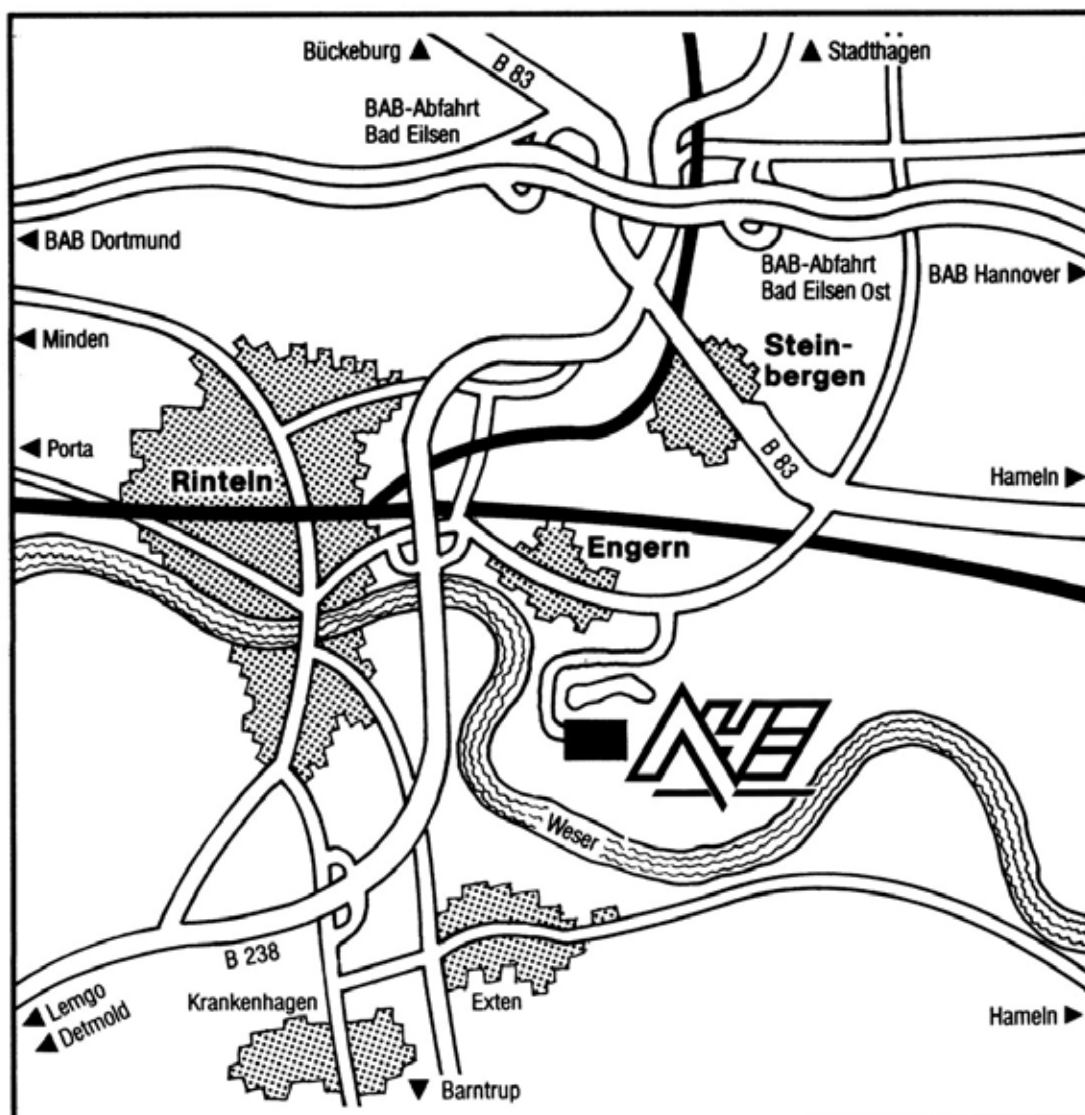 Bückeburg ▲
B 83
▲ Stadthagen
BAB-Abfahrt
Bad Eilsen
◀ BAB Dortmund
BAB-Abfahrt
Bad Eilsen Ost
BAB Hannover ▶
◀ Minden
Stein-
bergen
◀ Porta
B 83
Rinteln
Hameln ▶
Engern
Weser
B 238
Krankenhagen
Exten
◀ Lemgo
◀ Detmold
Hameln ▶
▼ Barntrup